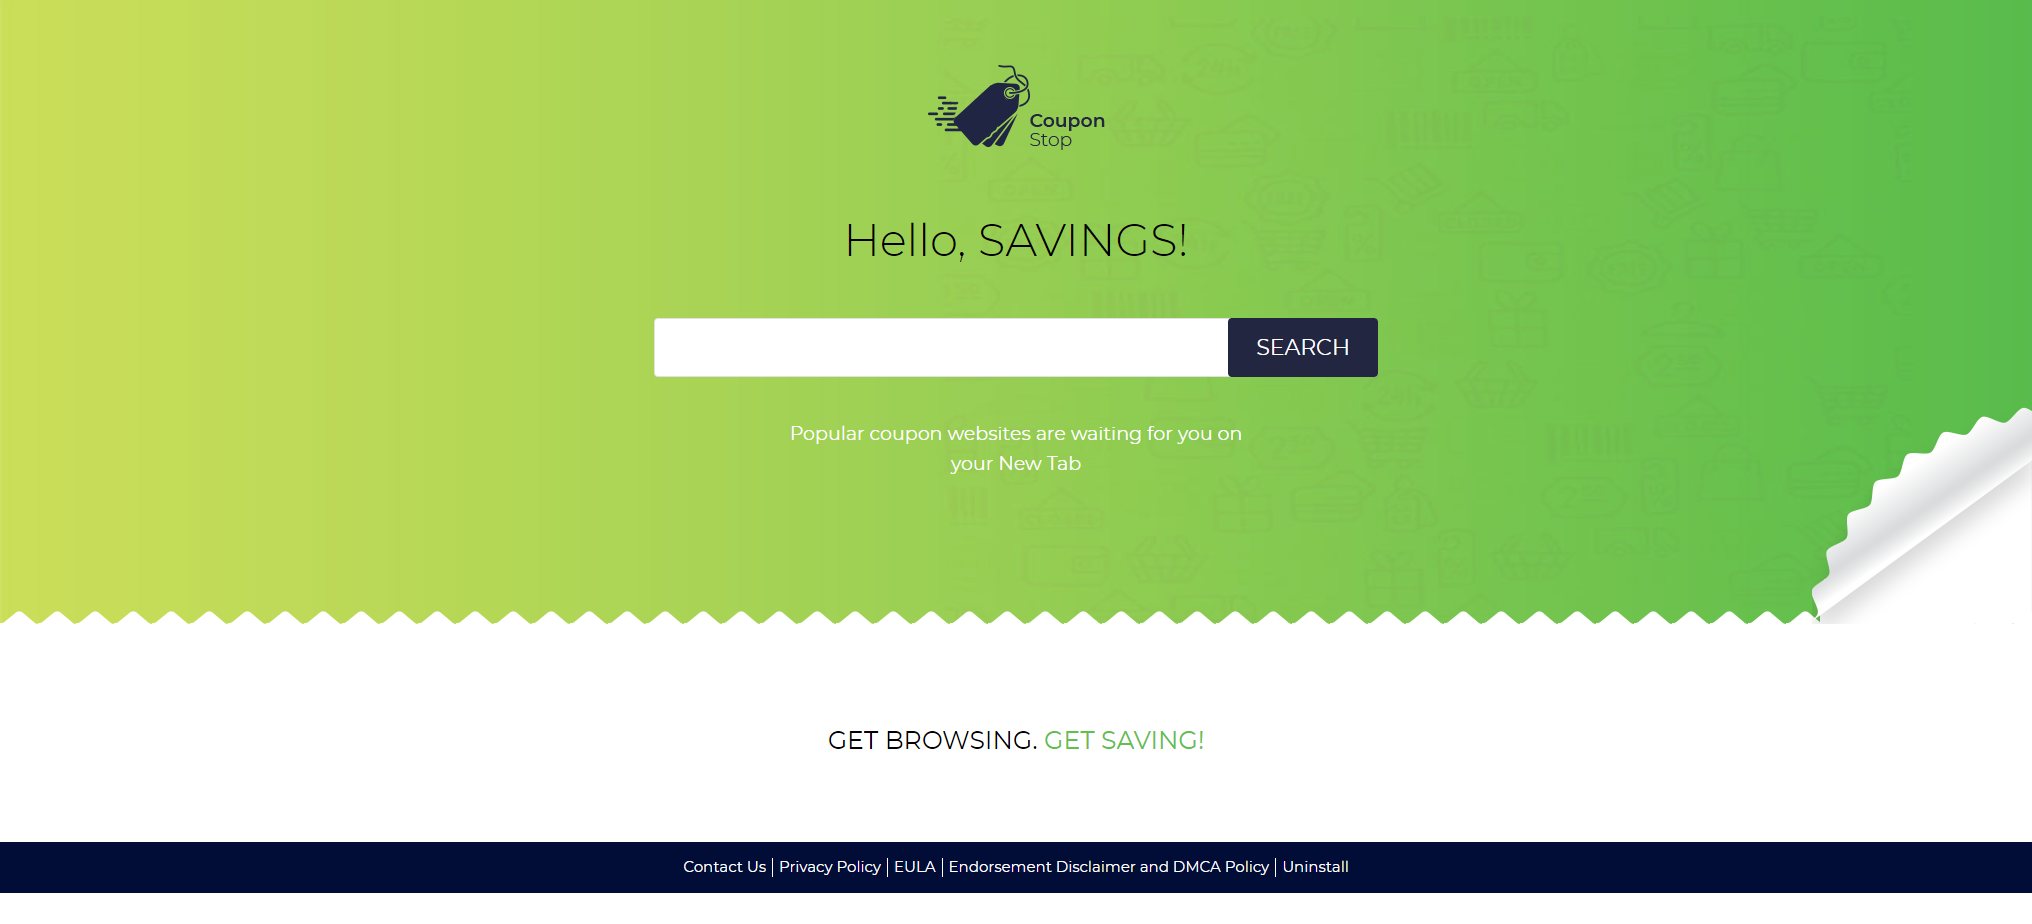 Coupon
Stop
Hello, SAVINGS!
SEARCH
Popular coupon websites are waiting for you on
your New Tab
GET BROWSING. GET SAVING!
Contact Us | Privacy Policy | EULA | Endorsement Disclaimer and DMCA Policy | Uninstall